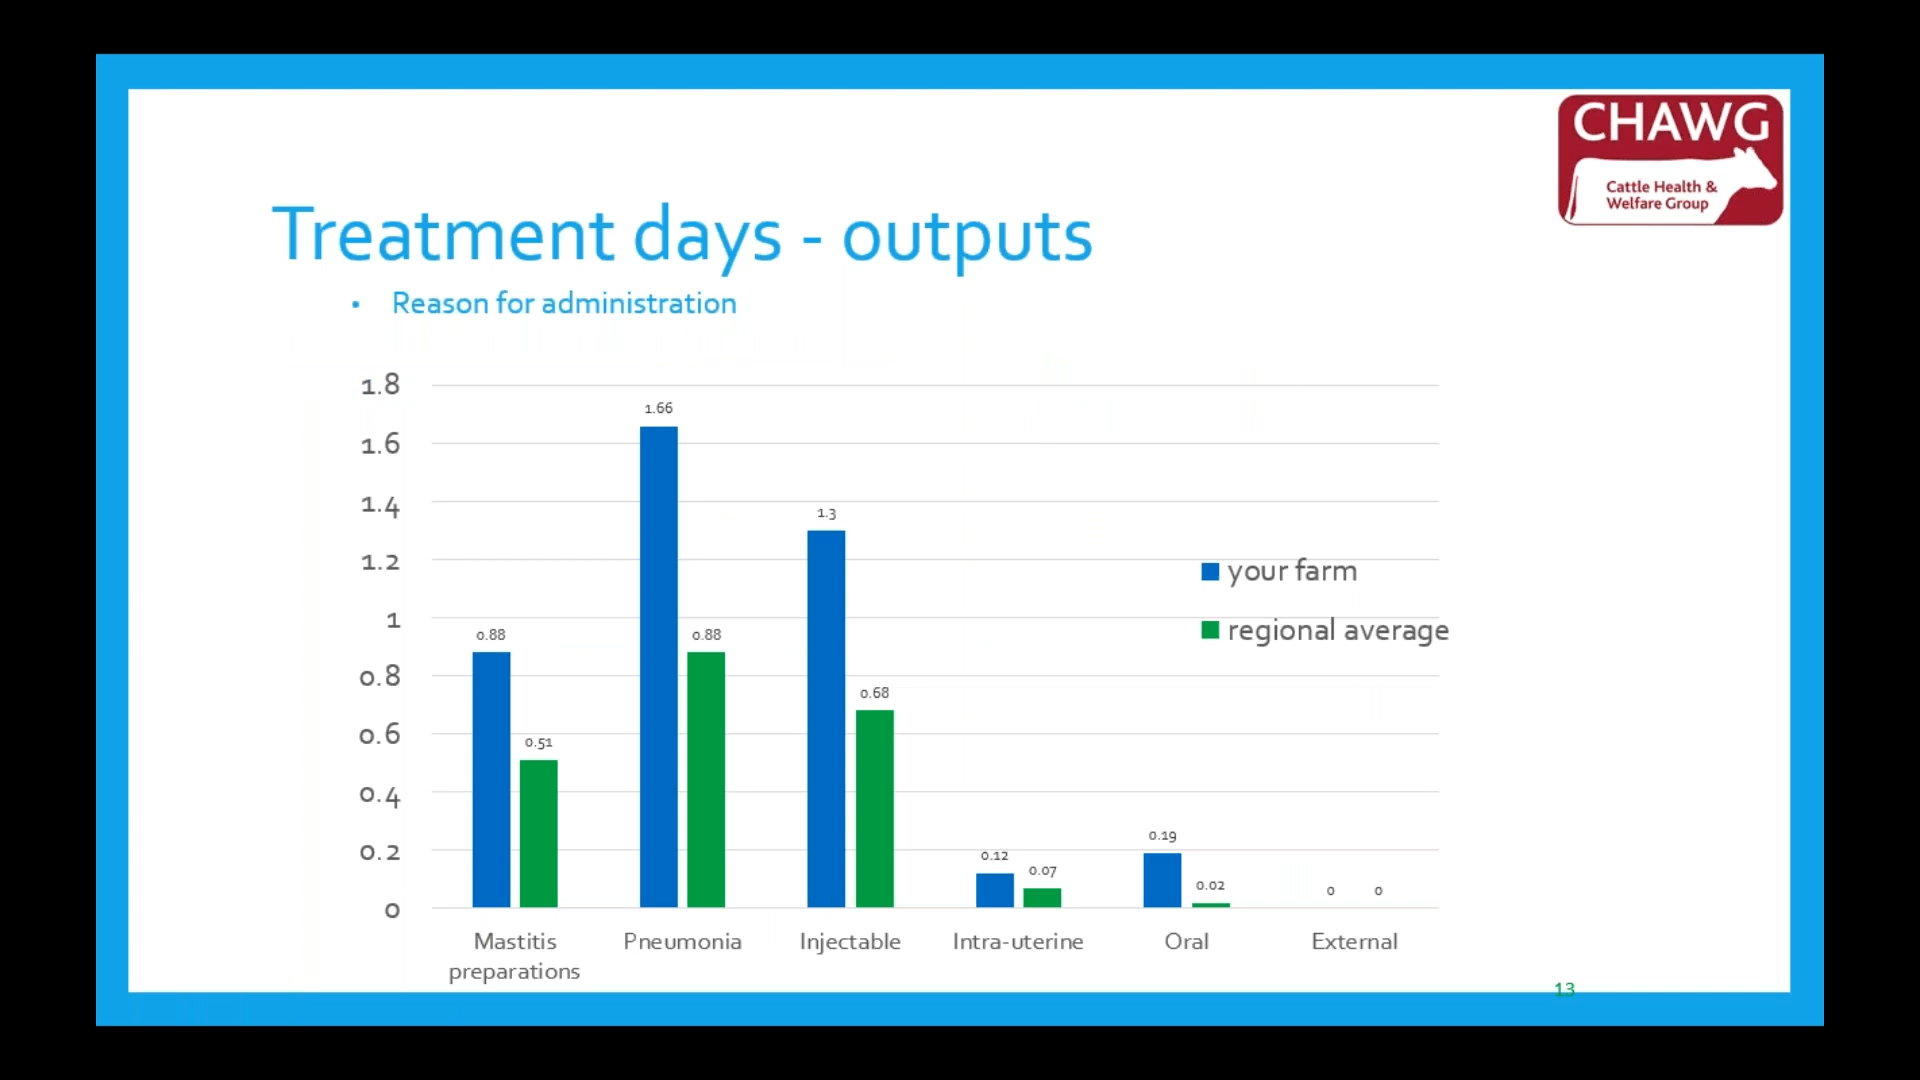 CHAWG
Cattle Health &
Welfare Group
Treatment days - outputs
• Reason for administration
1.8
1.6
1.4
1.2
1
0.8
0.6
0.4
0.2
0
0.88
0.51
1.66
0.88
1.3
0.68
0.12
0.07
0.19
0.02
0
0
your farm
regional average
Mastitis
preparations
Pneumonia
Injectable
Intra-uterine
Oral
External
13